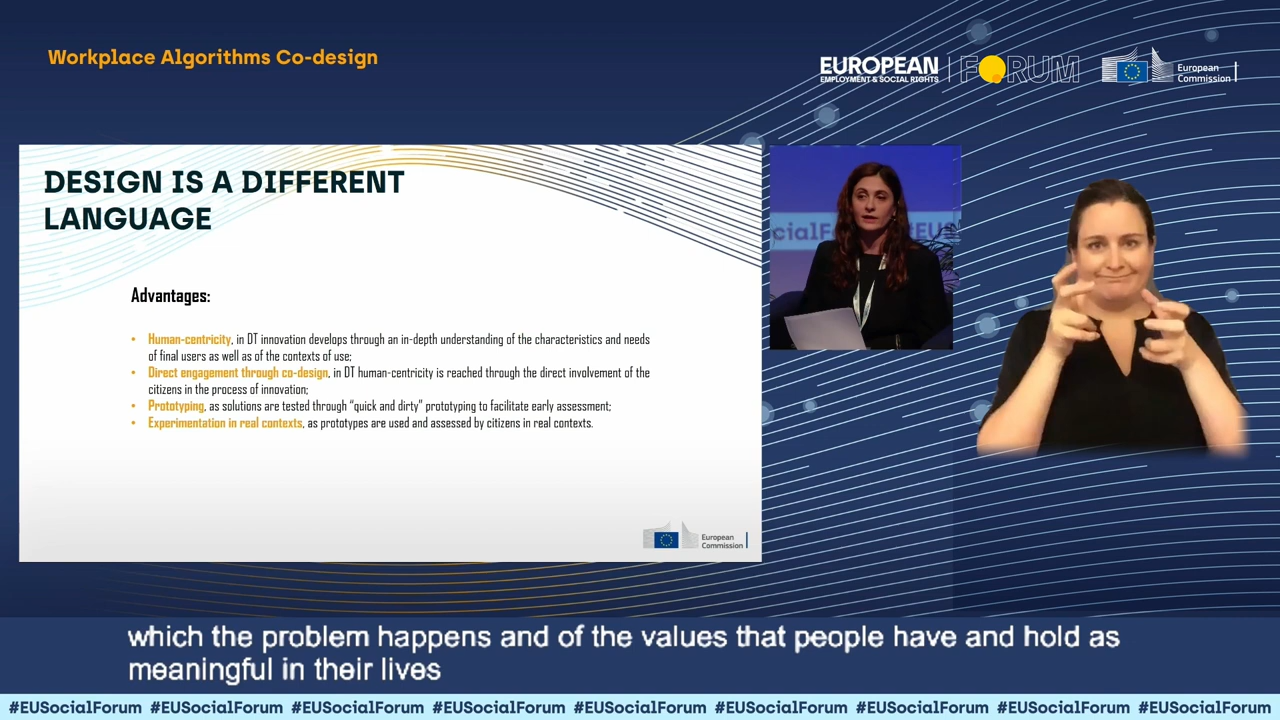 Workplace Algorithms Co-design
EUROPEAN
EMPLOYMENT & SOCIAL RIGHTS
FORUM
European
Commission
DESIGN IS A DIFFERENT
LANGUAGE
Advantages:
• Human-centricity, in DT innovation develops through an in-depth understanding of the characteristics and needs
of final users as well as of the contexts of use;
• Direct engagement through co-design, in DT human-centricity is reached through the direct involvement of the
citizens in the process of innovation;
• Prototyping, as solutions are tested through “quick and dirty” prototyping to facilitate early assessment;
• Experimentation in real contexts, as prototypes are used and assessed by citizens in real contexts.
European
Commission
which the problem happens and of the values that people have and hold as
meaningful in their lives
#EUSocialForum #EUSocialForum #EUSocialForum #EUSocialForum #EUSocialForum #EUSocialForum #EUSocialForum #EUSocialForum #EUSocialForum